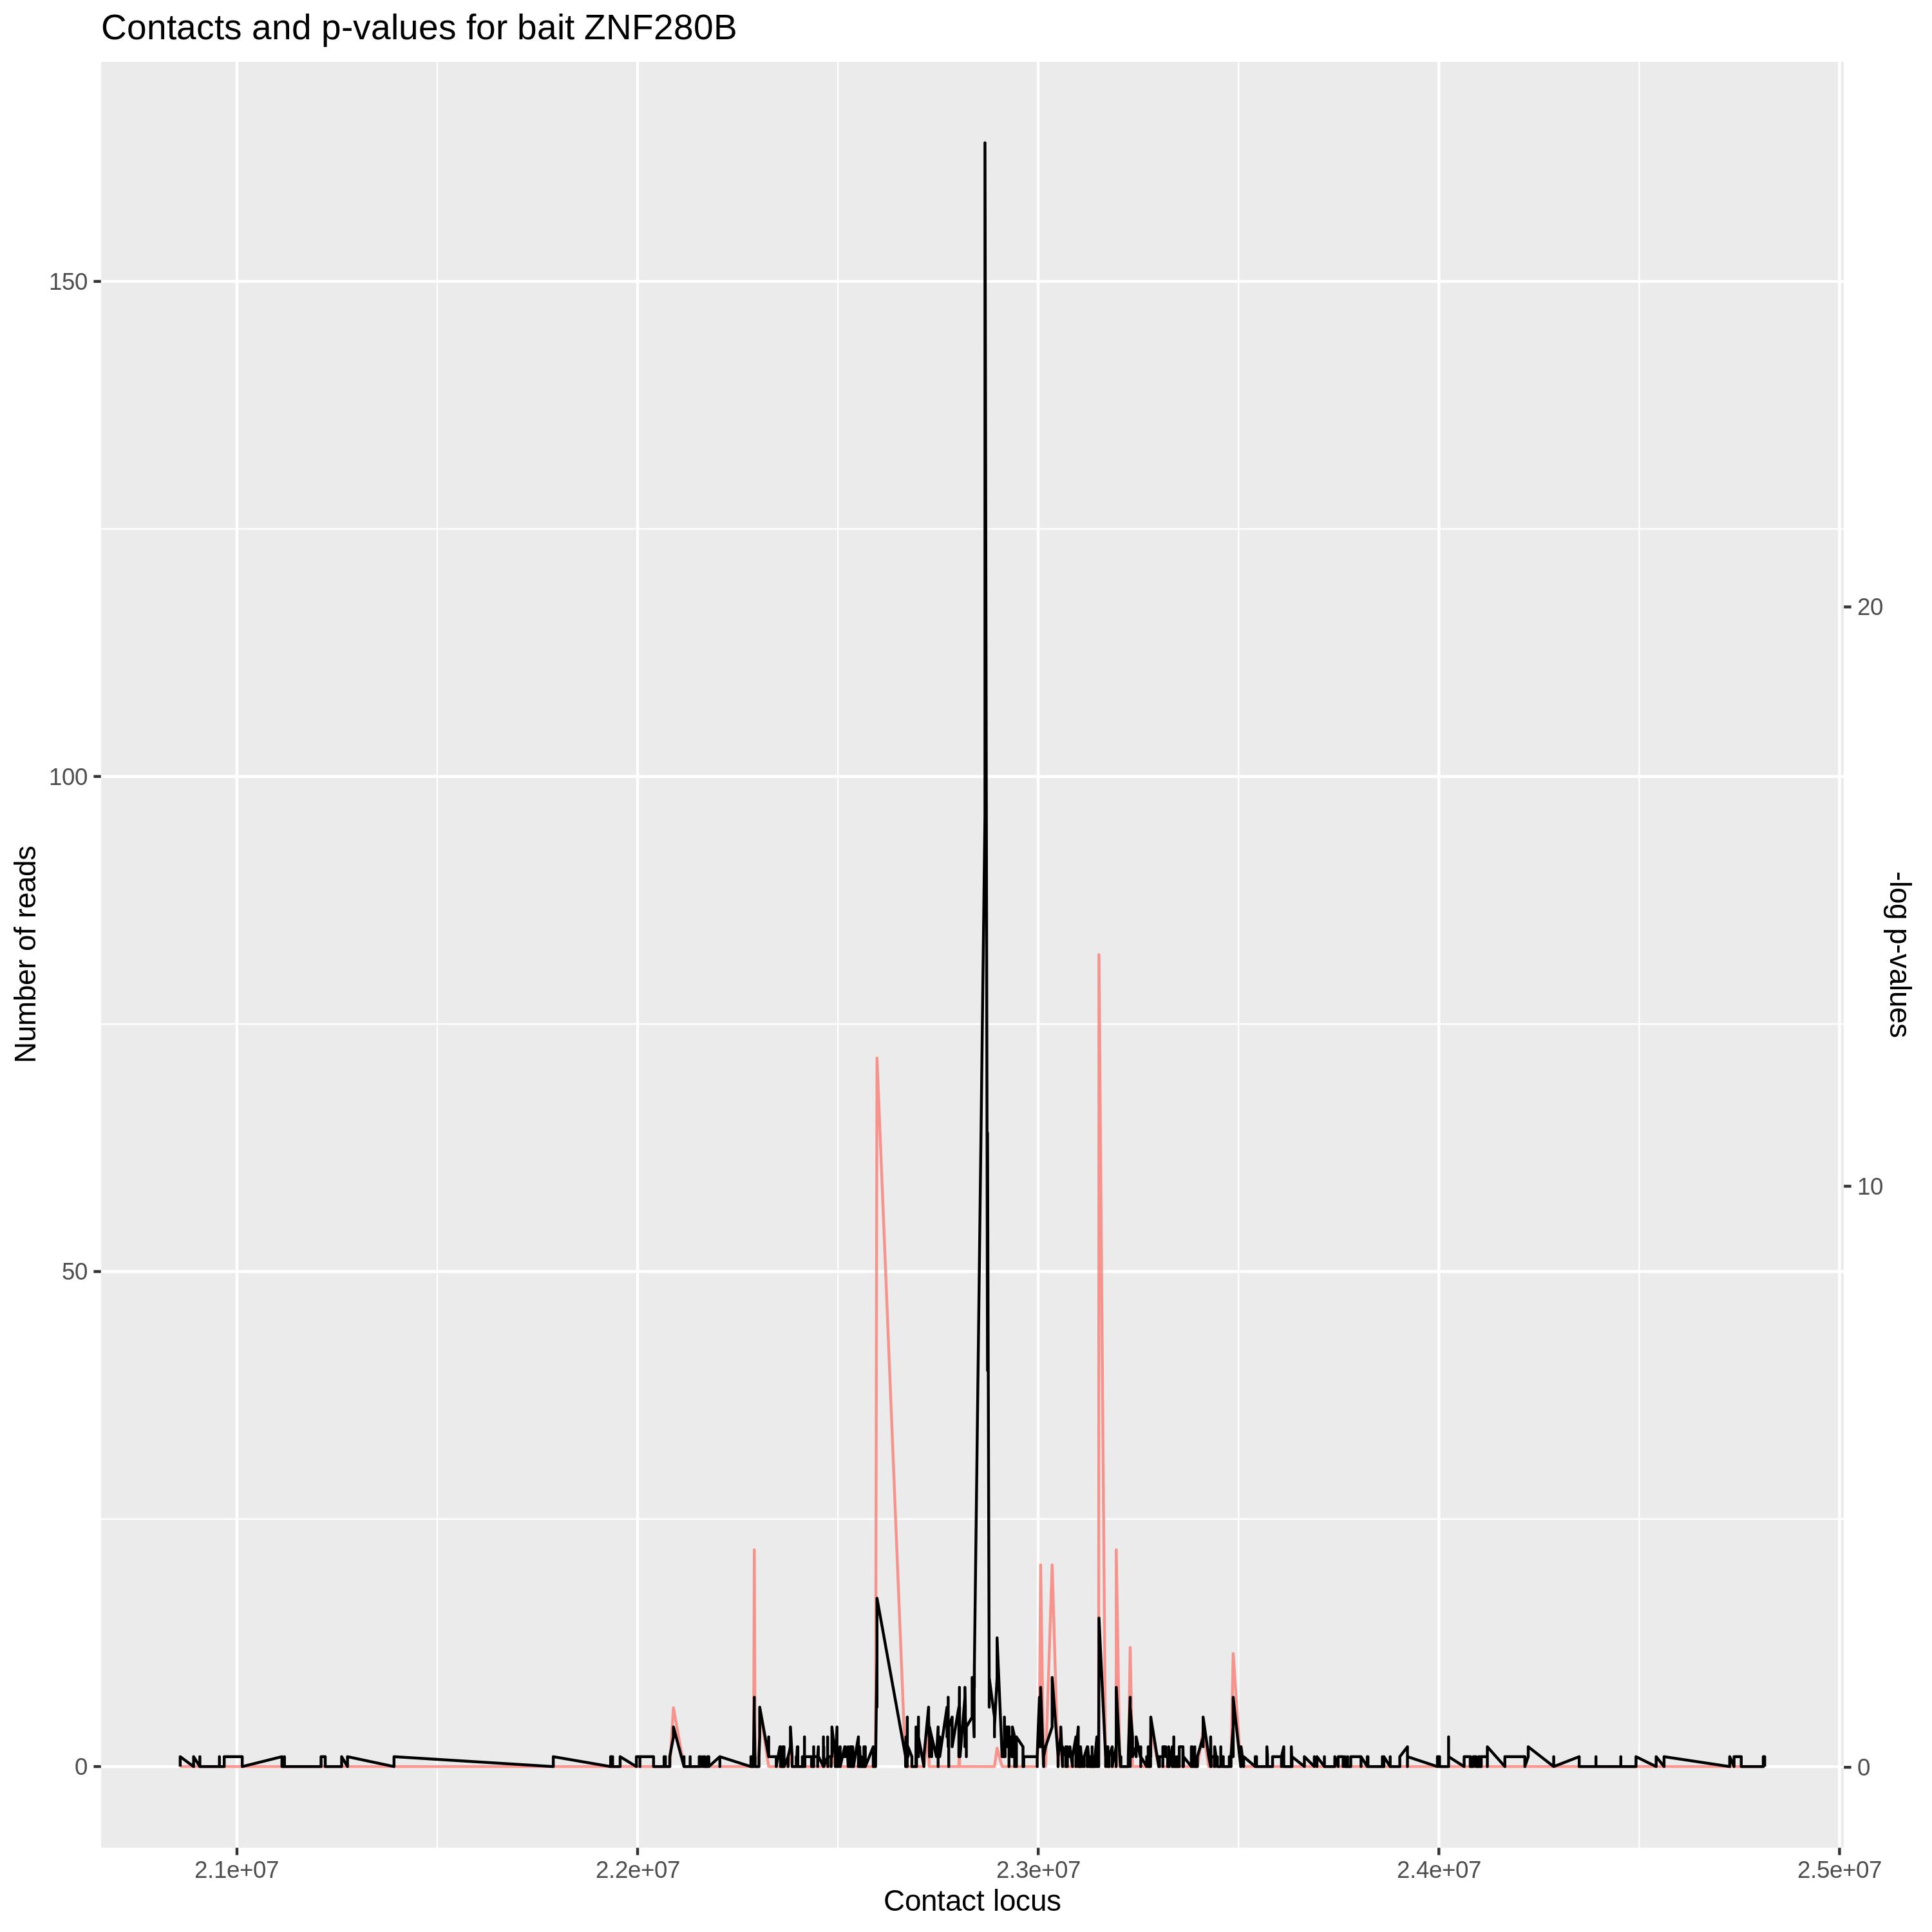 Contacts and p-values for bait ZNF280B
150
100
50
0
20
10
0
Number of reads
-log p-values
2.1e+07
2.2e+07
2.3e+07
2.4e+07
2.5e+07
Contact locus